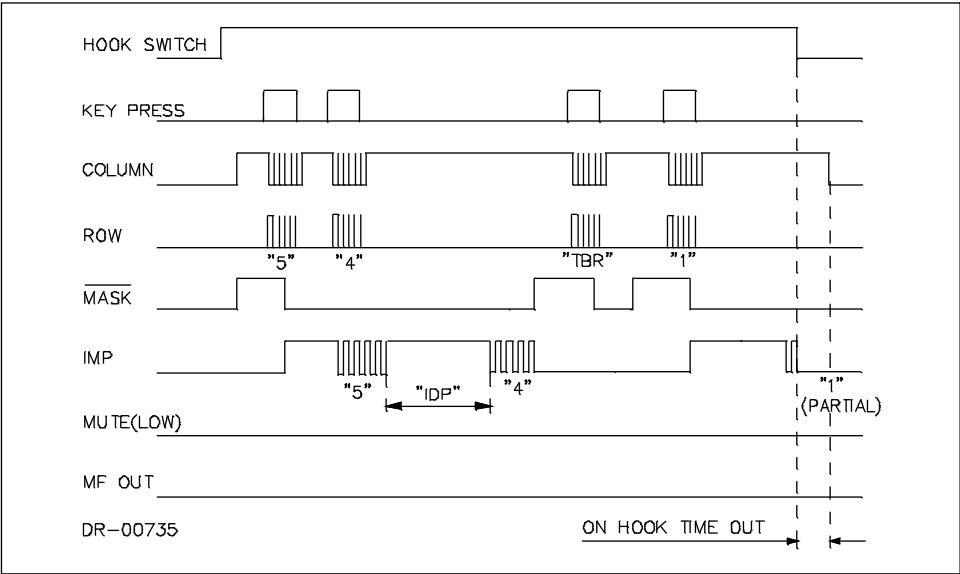 HOOK SWITCH
KEY PRESS
COLUMN
ROW
"5" "4" "TBR" "1"
MASK
IMP
"5" "IDP" "4" "1"
(PARTIAL)
MUTE(LOW)
MF OUT
DR-00735 ON HOOK TIME OUT